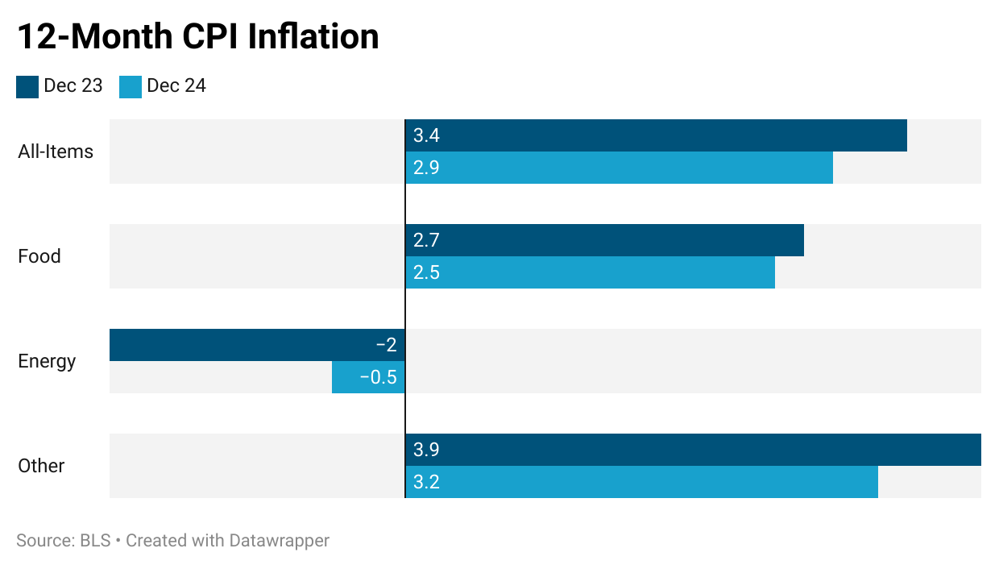 12-Month CPI Inflation
Dec 23 Dec 24
All-Items
3.4
2.9
Food
2.7
2.5
Energy
−2
−0.5
Other
3.9
3.2
Source: BLS • Created with Datawrapper